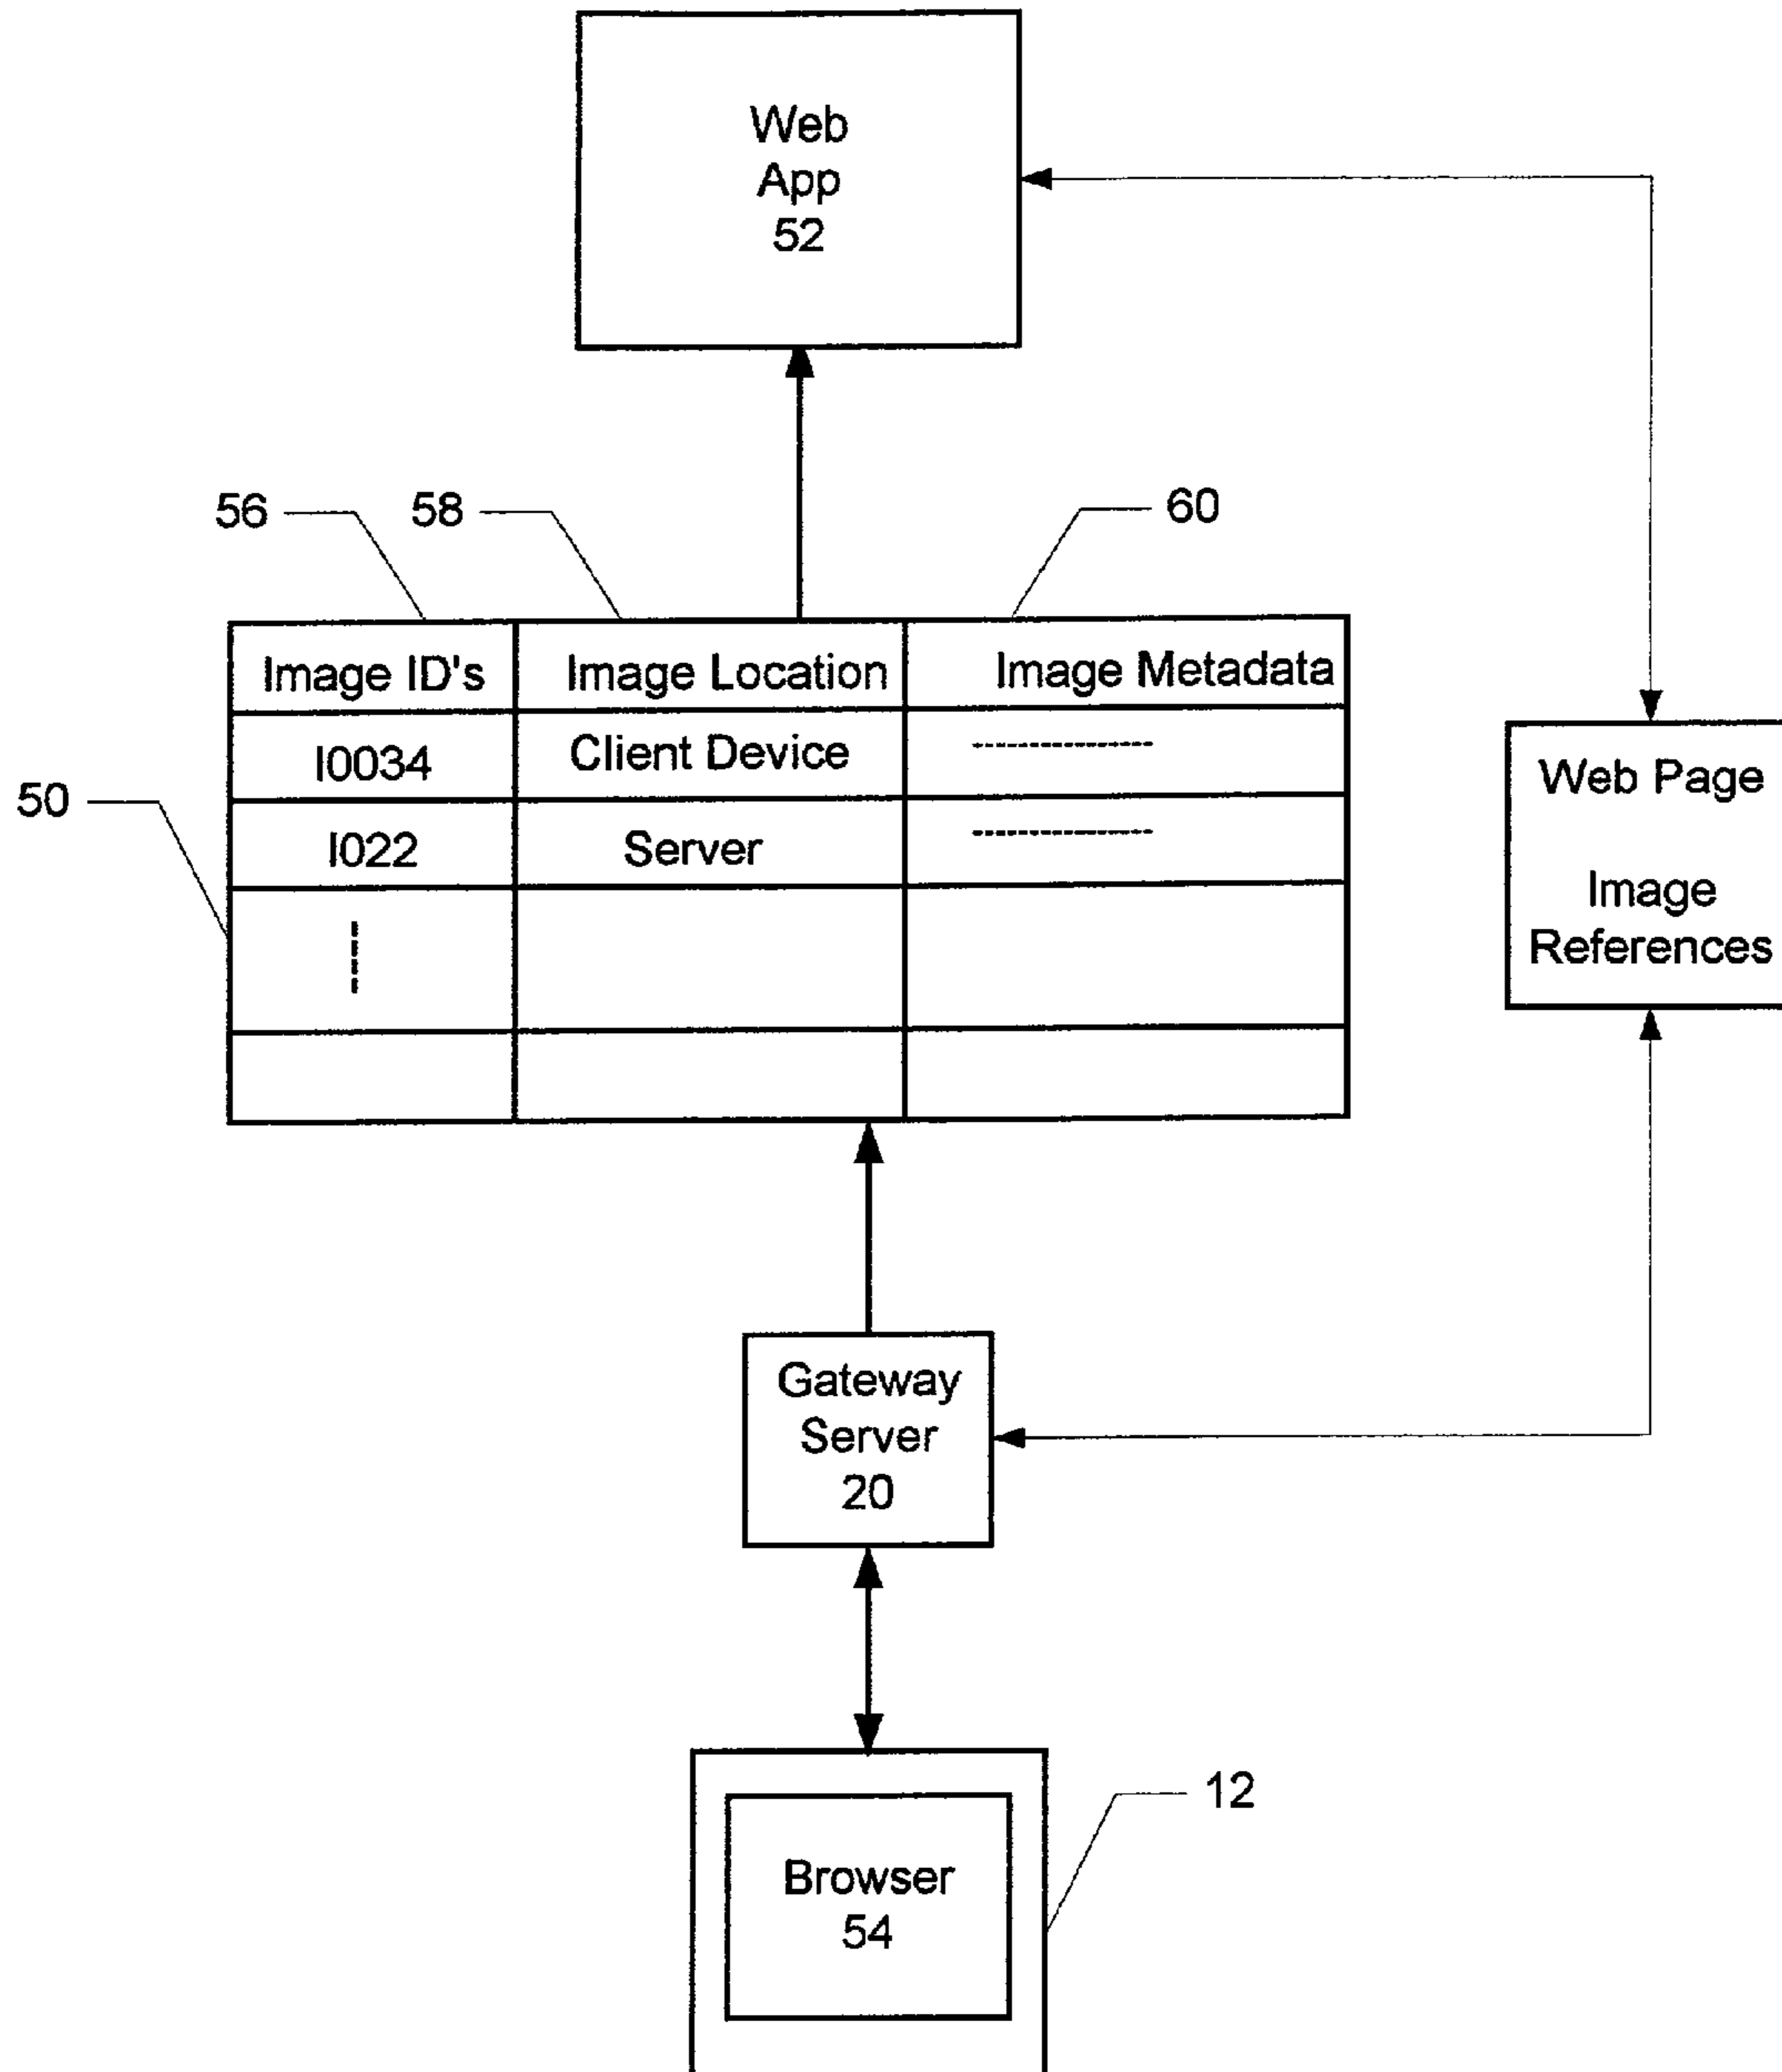 Web
App
52
56
58
60
Image ID's Image Location Image Metadata
I0034 Client Device
I022 Server
50
Web Page
Image
References
Gateway
Server
20
12
Browser
54